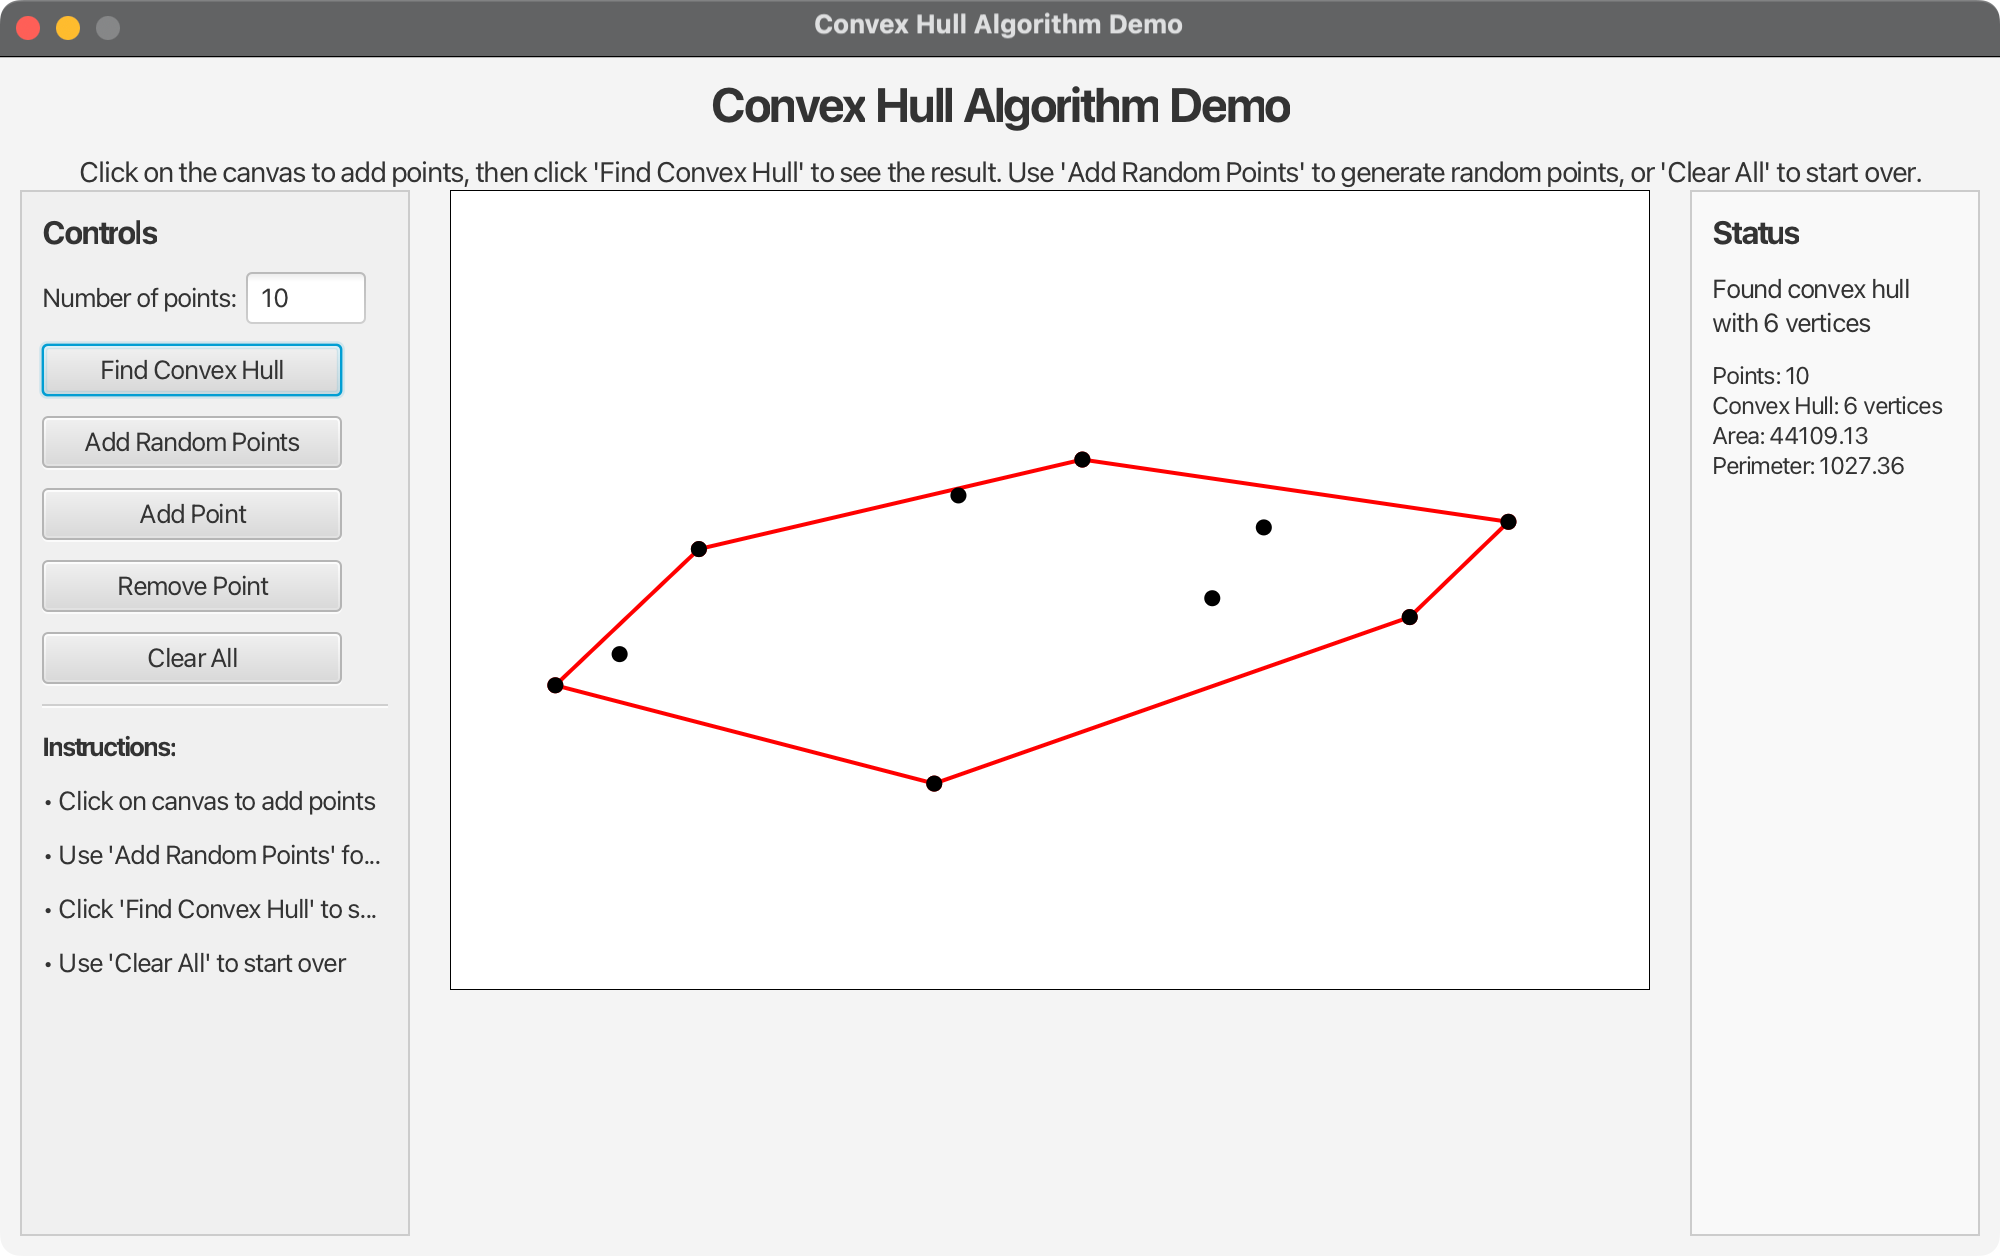 Convex Hull Algorithm Demo
Convex Hull Algorithm Demo
Click on the canvas to add points, then click 'Find Convex Hull' to see the result. Use 'Add Random Points' to generate random points, or 'Clear All' to start over.
Controls
Number of points: 10
Find Convex Hull
Add Random Points
Add Point
Remove Point
Clear All
Instructions:
• Click on canvas to add points
• Use 'Add Random Points' fo...
• Click 'Find Convex Hull' to s...
• Use 'Clear All' to start over
Status
Found convex hull
with 6 vertices
Points: 10
Convex Hull: 6 vertices
Area: 44109.13
Perimeter: 1027.36